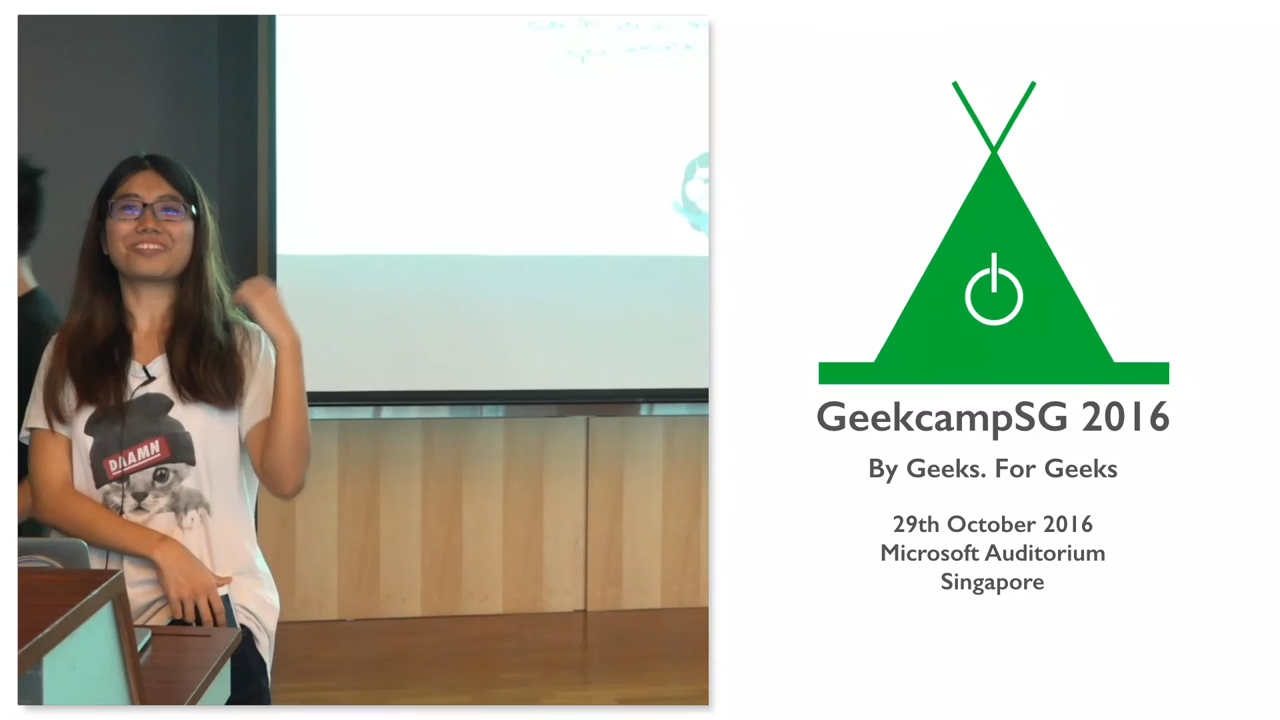 DAAMN
GeekcampSG 2016
By Geeks. For Geeks
29th October 2016
Microsoft Auditorium
Singapore